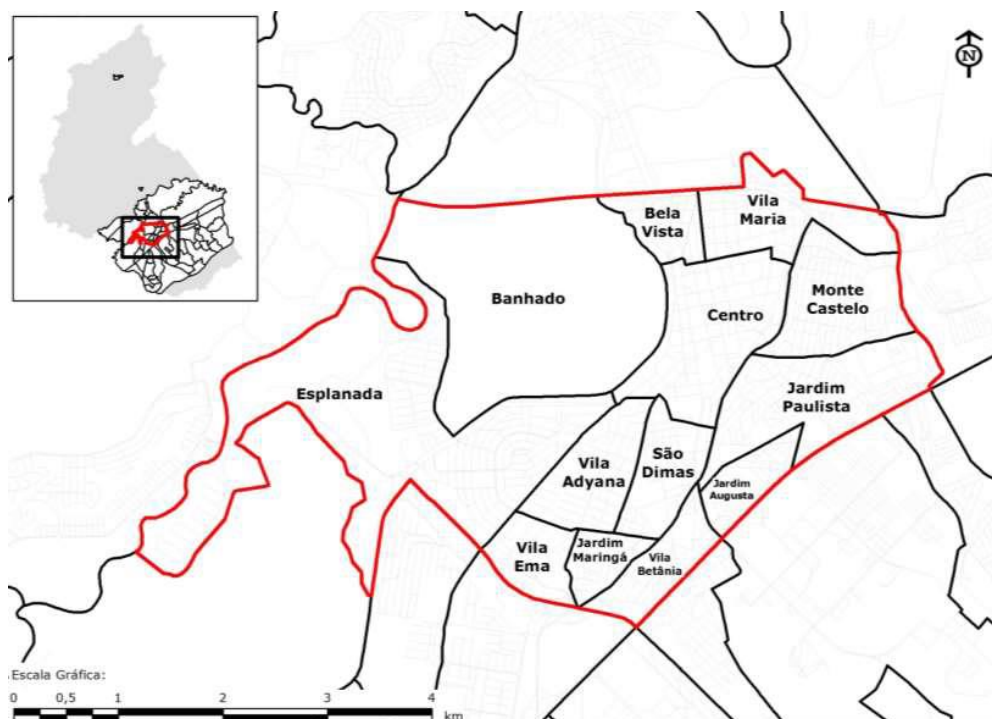 N
Bela
Vista
Vila
Maria
Banhado
Centro
Monte
Castelo
Esplanada
Jardim
Paulista
Vila
Adyana
São
Dimas
Jardim
Augusta
Vila
Ema
Jardim
Maringá
Vila
Betânia
Escala Gráfica:
0 0,5 1 2 3 4
km